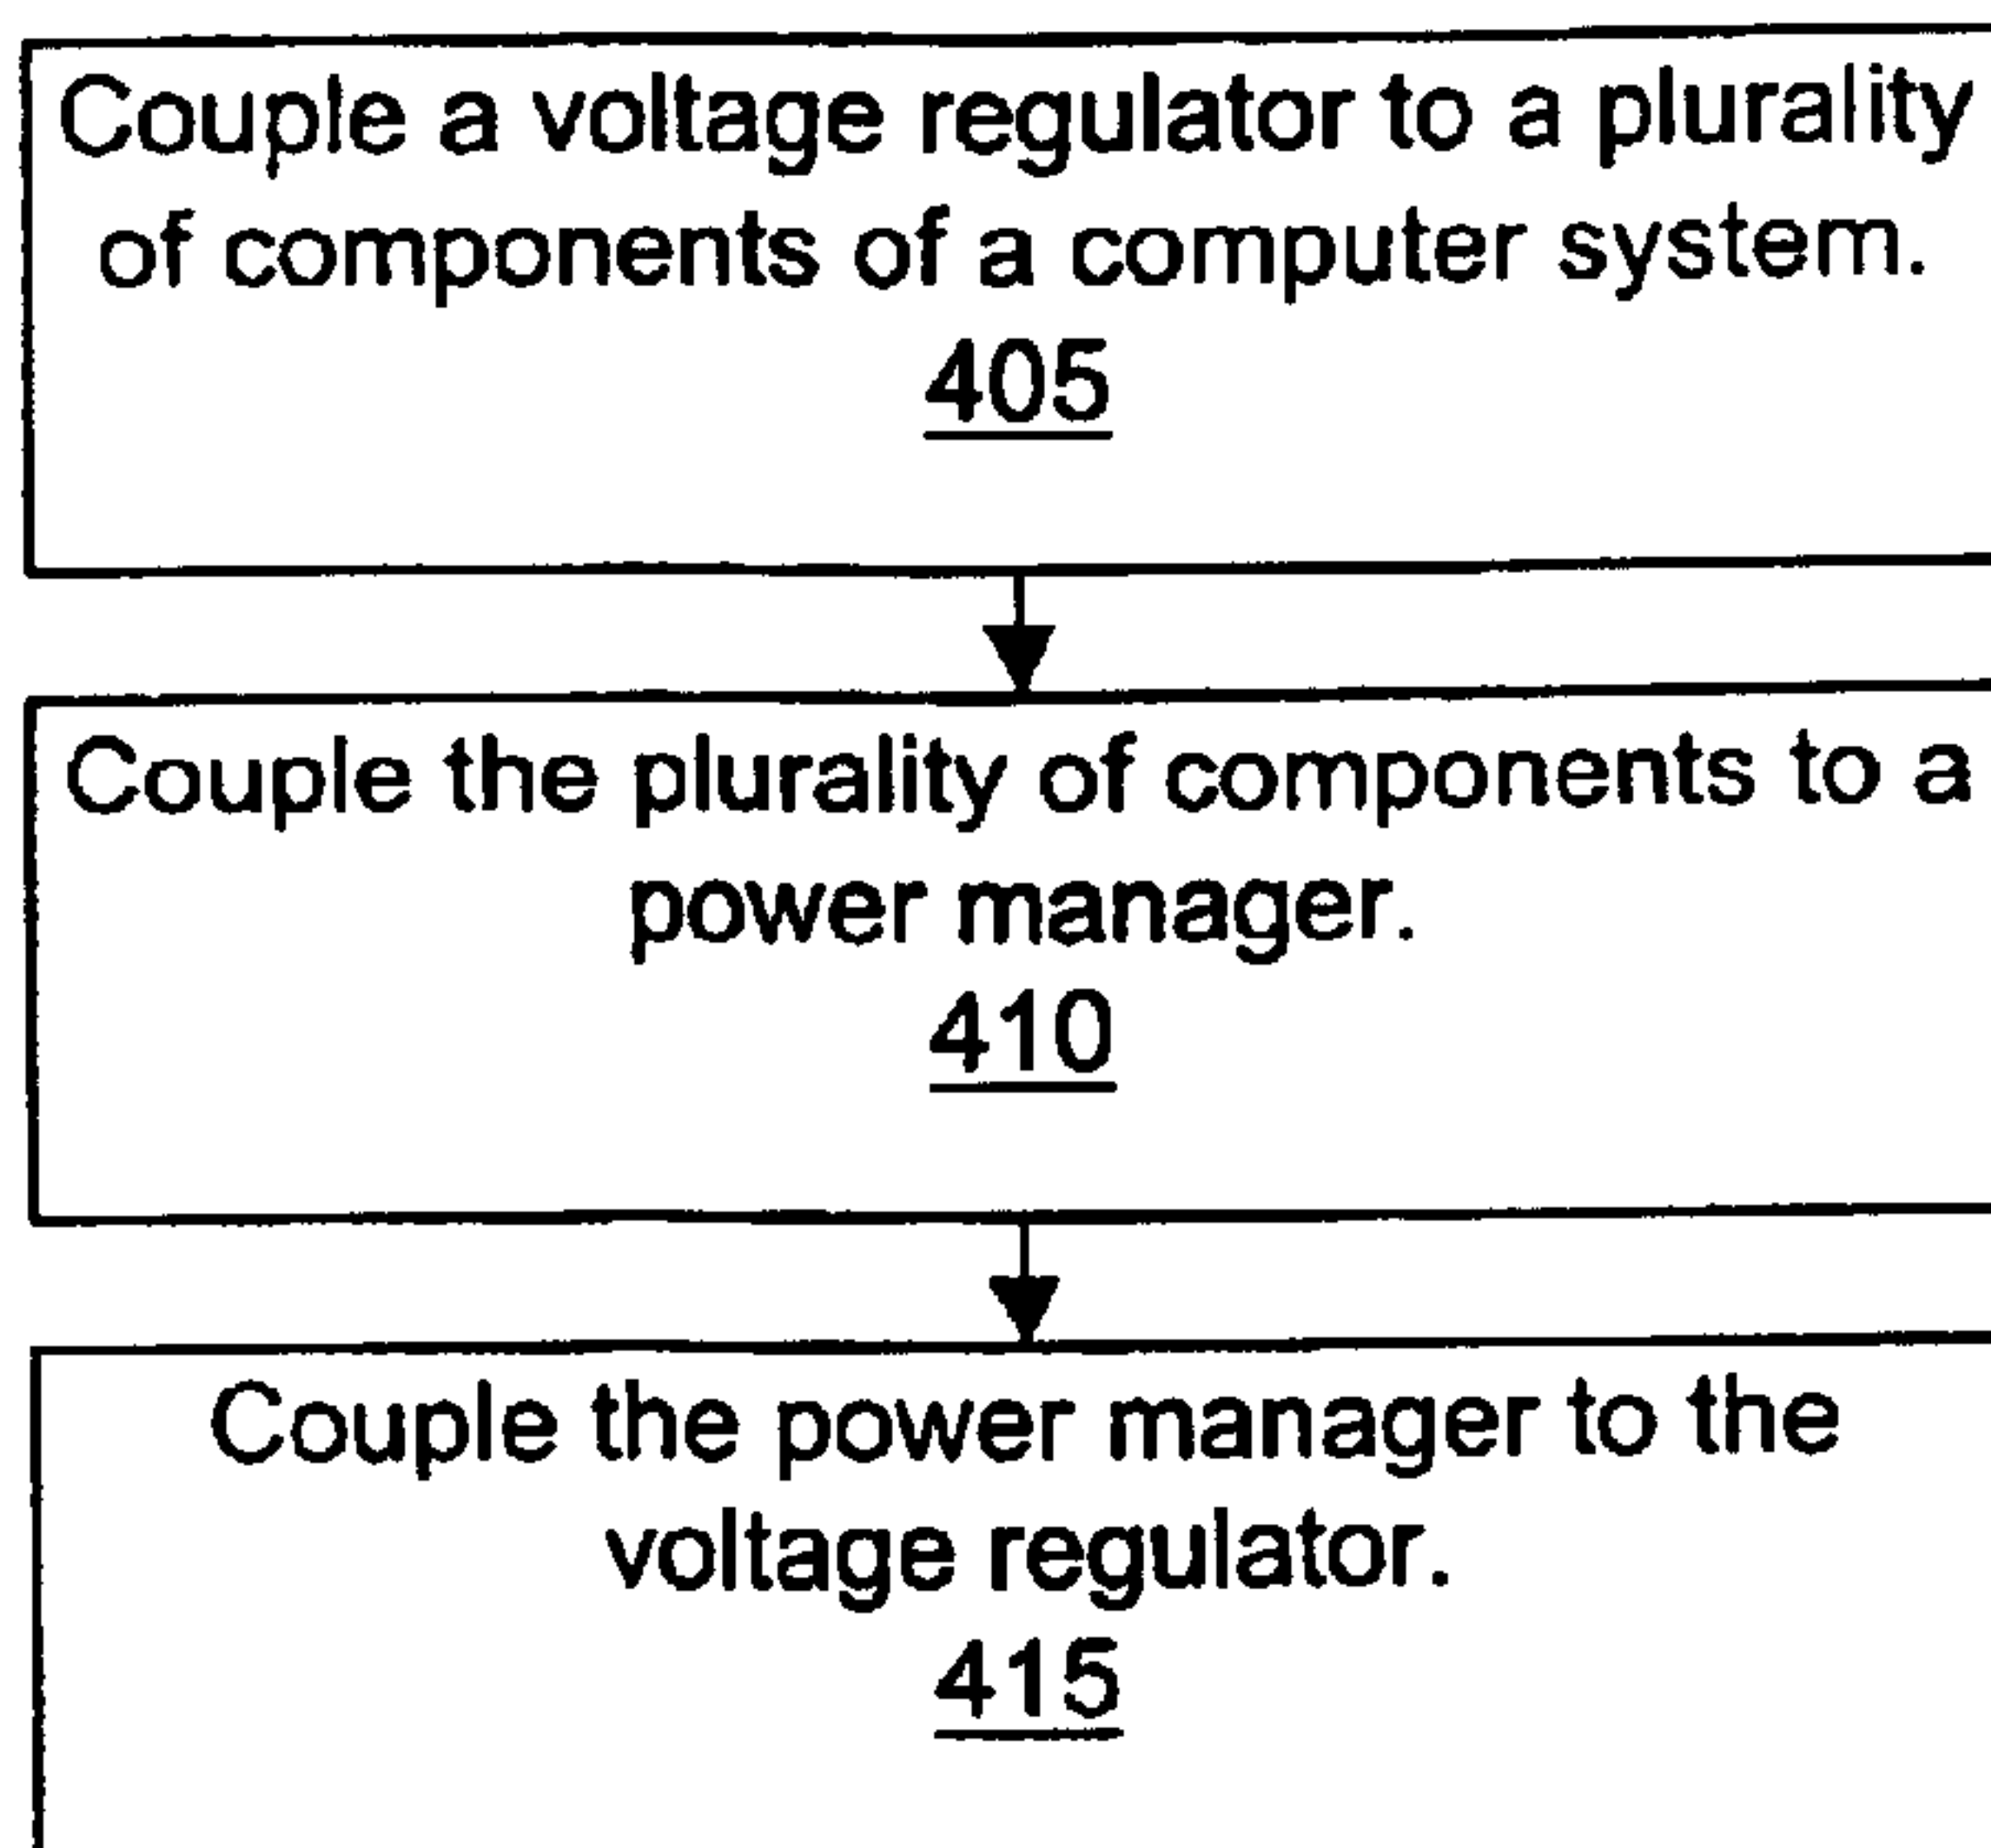 Couple a voltage regulator to a plurality
of components of a computer system.
405
Couple the plurality of components to a
power manager.
410
Couple the power manager to the
voltage regulator.
415